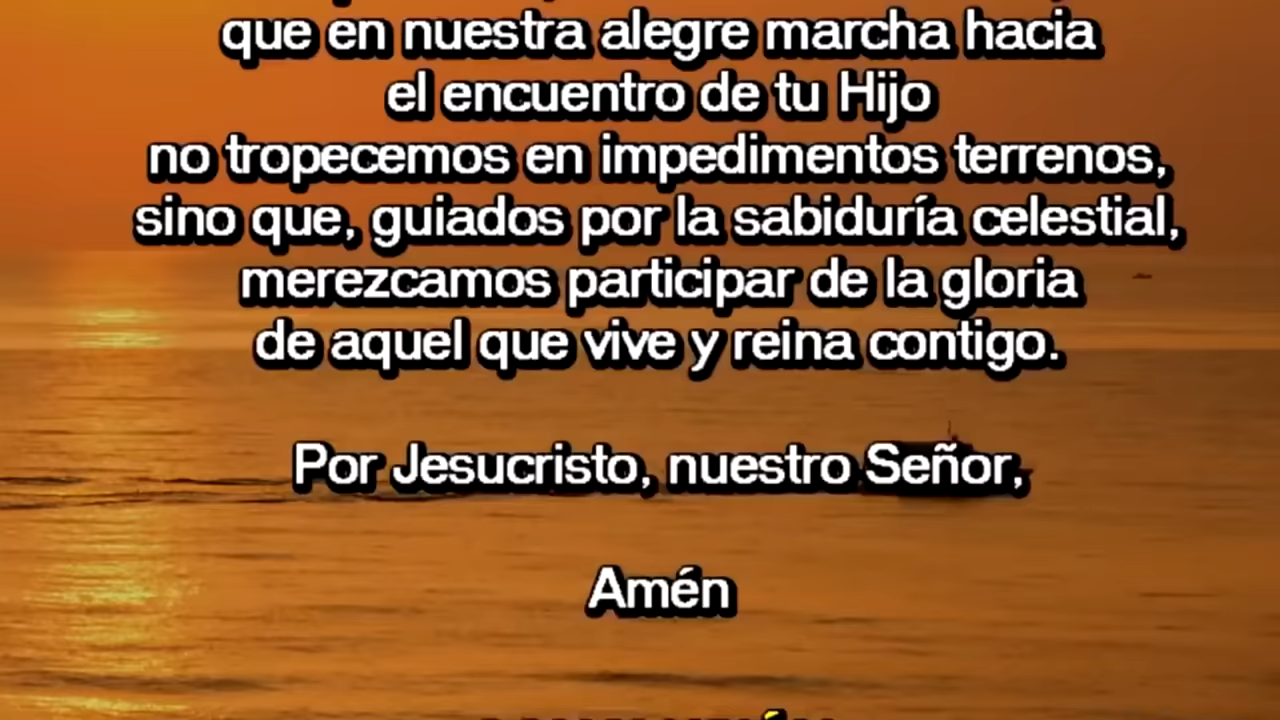 que en nuestra alegre marcha hacia
el encuentro de tu Hijo
no tropecemos en impedimentos terrenos,
sino que, guiados por la sabiduría celestial,
merezcamos participar de la gloria
de aquel que vive y reina contigo.
Por Jesucristo, nuestro Señor,
Amén